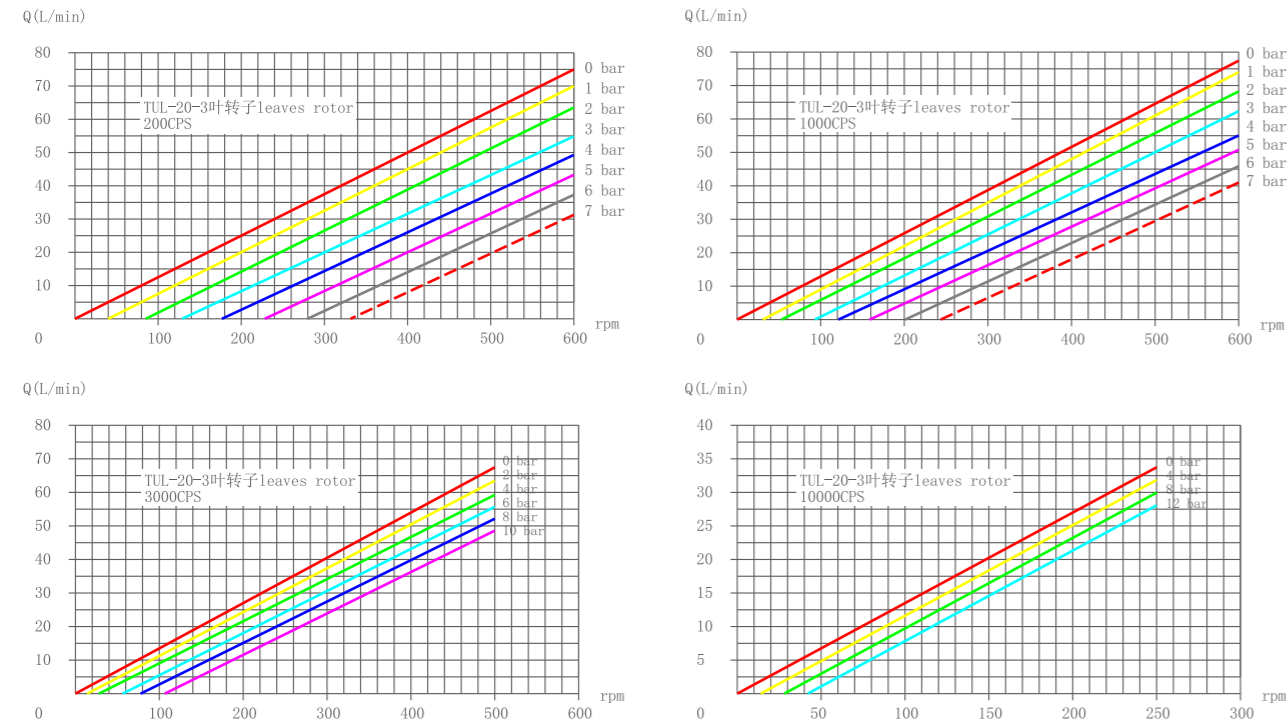 Q(L/min)
80
70
60
50
40
30
20
10
0
100
200
300
400
500
600
rpm
TUL-20-3叶转子leaves rotor
200CPS
0 bar
1 bar
2 bar
3 bar
4 bar
5 bar
6 bar
7 bar
Q(L/min)
80
70
60
50
40
30
20
10
0
100
200
300
400
500
600
rpm
TUL-20-3叶转子leaves rotor
1000CPS
0 bar
1 bar
2 bar
3 bar
4 bar
5 bar
6 bar
7 bar
Q(L/min)
80
70
60
50
40
30
20
10
0
100
200
300
400
500
600
rpm
TUL-20-3叶转子leaves rotor
3000CPS
0 bar
2 bar
4 bar
6 bar
8 bar
10 bar
Q(L/min)
40
35
30
25
20
15
10
5
0
50
100
150
200
250
300
rpm
TUL-20-3叶转子leaves rotor
10000CPS
0 bar
4 bar
8 bar
12 bar